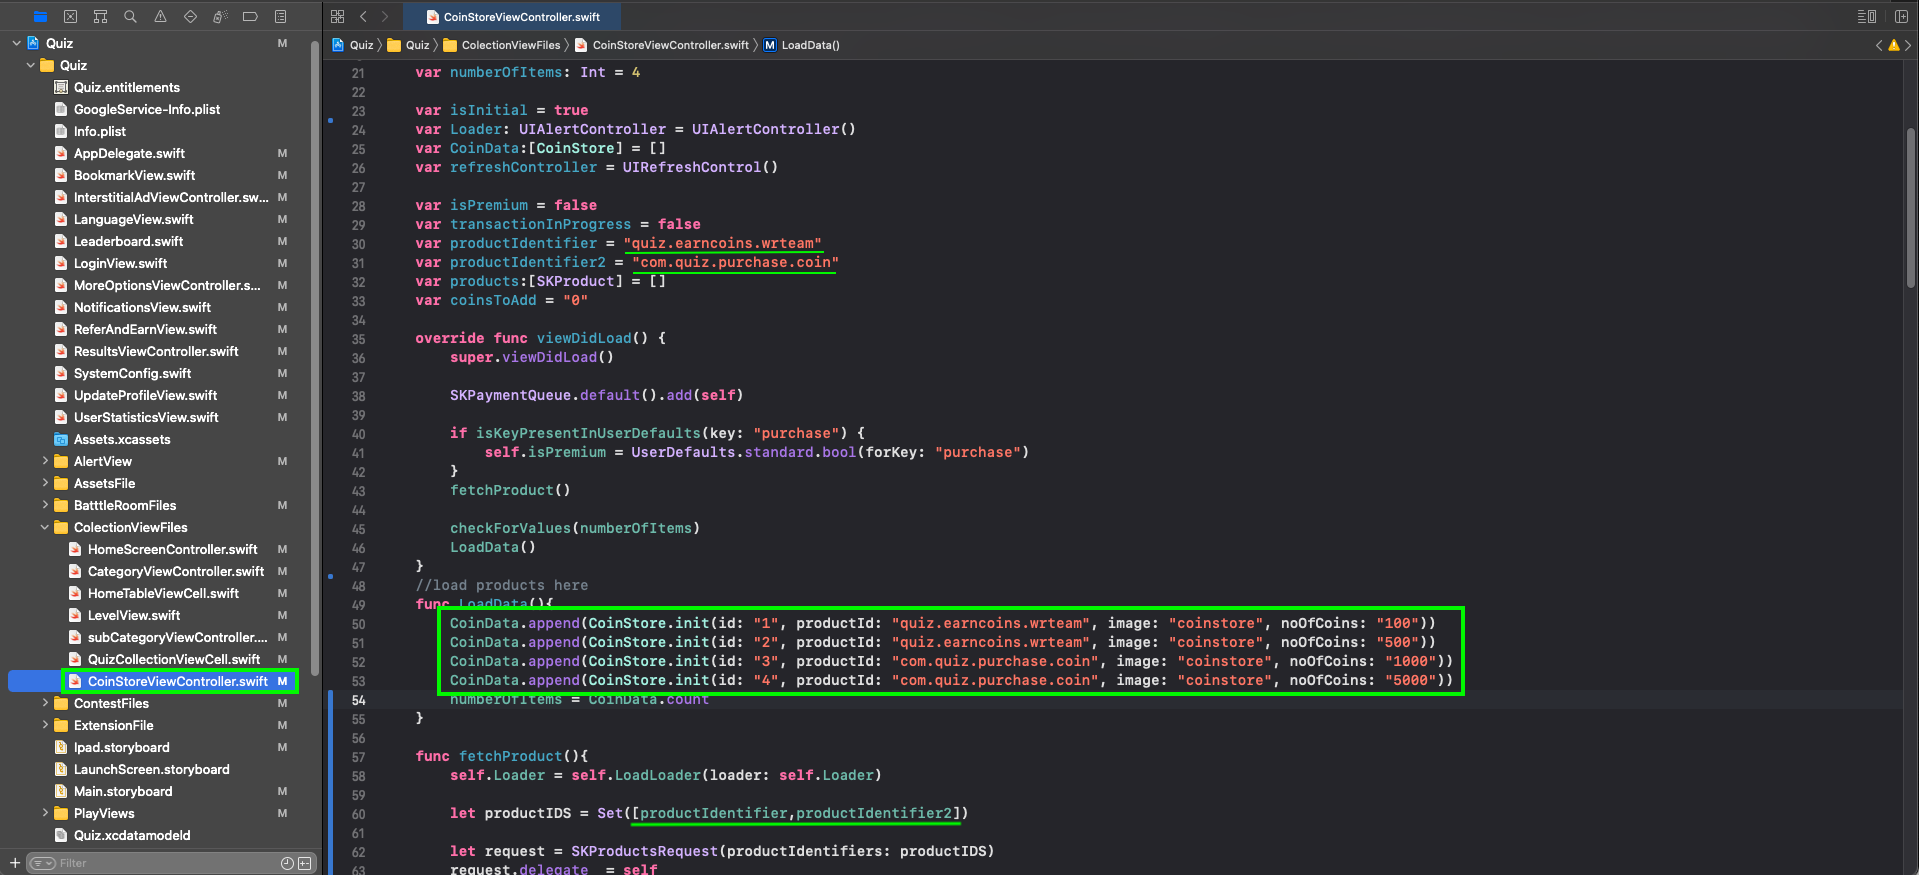 CoinStoreViewController.swift
Quiz M
Quiz
Quiz.entitlements
GoogleService-Info.plist
Info.plist
AppDelegate.swift M
BookmarkView.swift M
InterstitialAdViewController.sw... M
LanguageView.swift M
Leaderboard.swift M
LoginView.swift M
MoreOptionsViewController.s... M
NotificationsView.swift M
ReferAndEarnView.swift M
ResultsViewController.swift M
SystemConfig.swift M
UpdateProfileView.swift M
UserStatisticsView.swift M
Assets.xcassets
AlertView M
AssetsFile
BatttleRoomFiles M
ColectionViewFiles
HomeScreenController.swift M
CategoryViewController.swift M
HomeTableViewCell.swift M
LevelView.swift M
subCategoryViewController.... M
QuizCollectionViewCell.swift M
CoinStoreViewController.swift M
ContestFiles M
ExtensionFile M
Ipad.storyboard M
LaunchScreen.storyboard
Main.storyboard M
PlayViews M
Quiz.xcdatamodeld
Filter
Quiz Quiz ColectionViewFiles CoinStoreViewController.swift M LoadData()
21 var numberOfItems: Int = 4
22
23 var isInitial = true
24 var Loader: UIAlertController = UIAlertController()
25 var CoinData:[CoinStore] = []
26 var refreshController = UIRefreshControl()
27
28 var isPremium = false
29 var transactionInProgress = false
30 var productIdentifier = "quiz.earncoins.wrteam"
31 var productIdentifier2 = "com.quiz.purchase.coin"
32 var products:[SKProduct] = []
33 var coinsToAdd = "0"
34
35 override func viewDidLoad() {
36 super.viewDidLoad()
37
38 SKPaymentQueue.default().add(self)
39
40 if isKeyPresentInUserDefaults(key: "purchase") {
41 self.isPremium = UserDefaults.standard.bool(forKey: "purchase")
42 }
43 fetchProduct()
44
45 checkForValues(numberOfItems)
46 LoadData()
47 }
48 //load products here
49 func LoadData(){
50 CoinData.append(CoinStore.init(id: "1", productId: "quiz.earncoins.wrteam", image: "coinstore", noOfCoins: "100"))
51 CoinData.append(CoinStore.init(id: "2", productId: "quiz.earncoins.wrteam", image: "coinstore", noOfCoins: "500"))
52 CoinData.append(CoinStore.init(id: "3", productId: "com.quiz.purchase.coin", image: "coinstore", noOfCoins: "1000"))
53 CoinData.append(CoinStore.init(id: "4", productId: "com.quiz.purchase.coin", image: "coinstore", noOfCoins: "5000"))
54 numberOfItems = CoinData.count
55 }
56
57 func fetchProduct(){
58 self.Loader = self.LoadLoader(loader: self.Loader)
59
60 let productIDS = Set([productIdentifier,productIdentifier2])
61
62 let request = SKProductsRequest(productIdentifiers: productIDS)
63 request.delegate = self